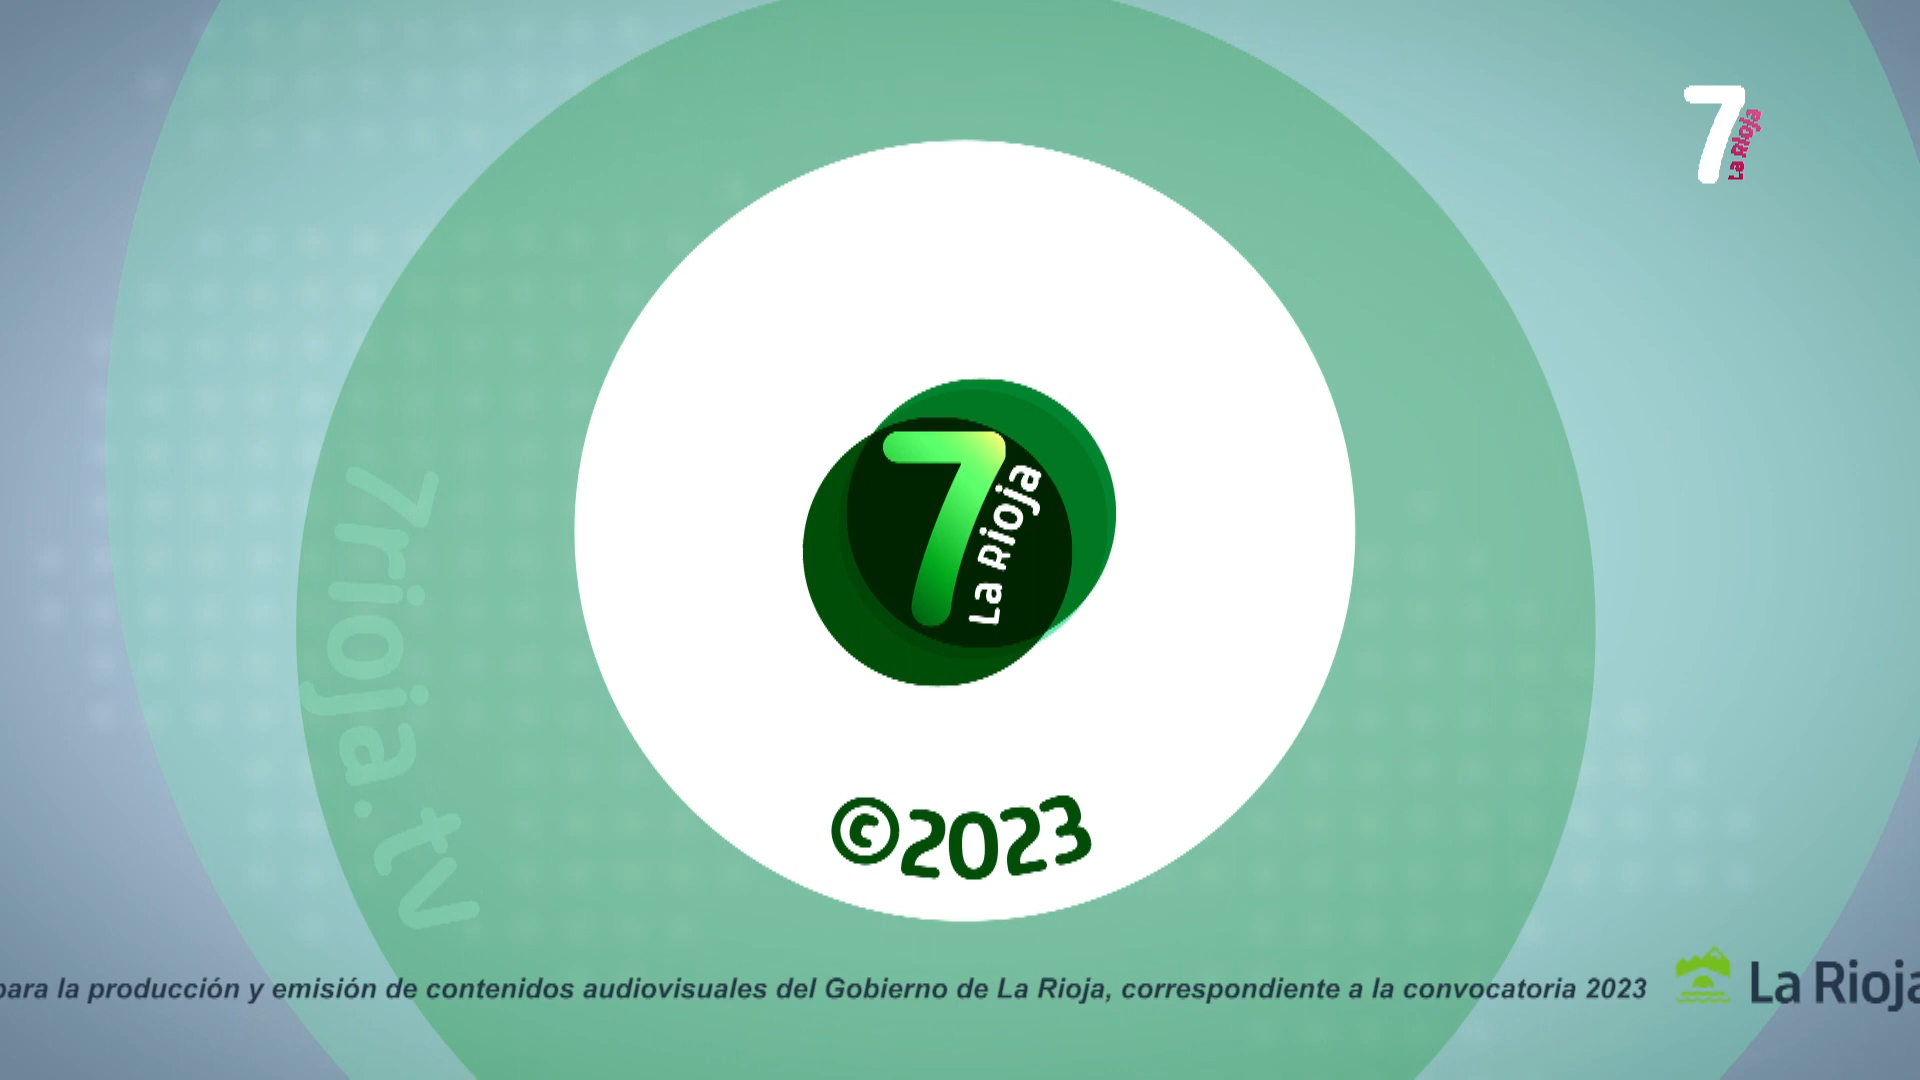 7 La Rioja
7 La Rioja
7rioja.tv
©2023
para la producción y emisión de contenidos audiovisuales del Gobierno de La Rioja, correspondiente a la convocatoria 2023 La Rioja